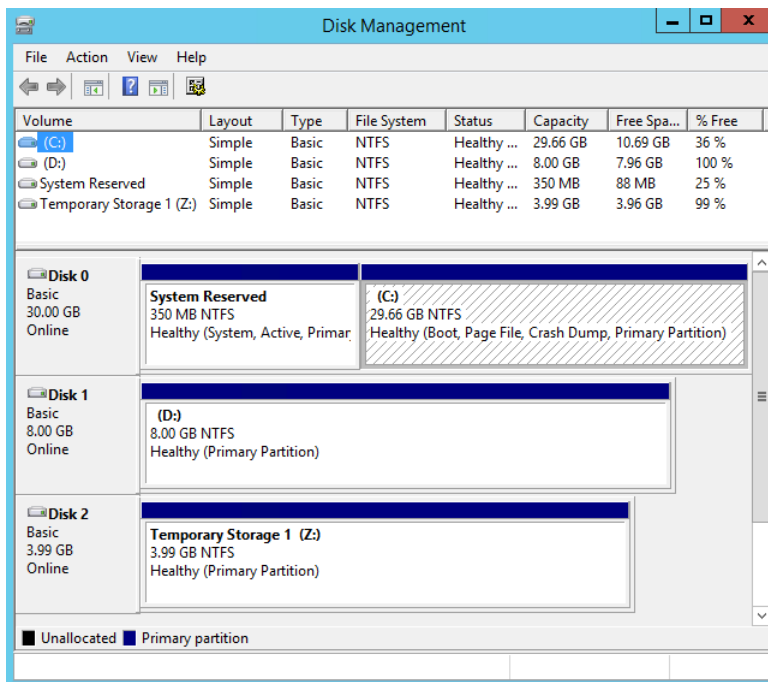 Disk Management
File Action View Help
Volume Layout Type File System Status Capacity Free Spa... % Free
(C:) Simple Basic NTFS Healthy ... 29.66 GB 10.69 GB 36 %
(D:) Simple Basic NTFS Healthy ... 8.00 GB 7.96 GB 100 %
System Reserved Simple Basic NTFS Healthy ... 350 MB 88 MB 25 %
Temporary Storage 1 (Z:) Simple Basic NTFS Healthy ... 3.99 GB 3.96 GB 99 %
Disk 0
Basic
30.00 GB
Online
System Reserved
350 MB NTFS
Healthy (System, Active, Primar
(C:)
29.66 GB NTFS
Healthy (Boot, Page File, Crash Dump, Primary Partition)
Disk 1
Basic
8.00 GB
Online
(D:)
8.00 GB NTFS
Healthy (Primary Partition)
Disk 2
Basic
3.99 GB
Online
Temporary Storage 1 (Z:)
3.99 GB NTFS
Healthy (Primary Partition)
Unallocated Primary partition